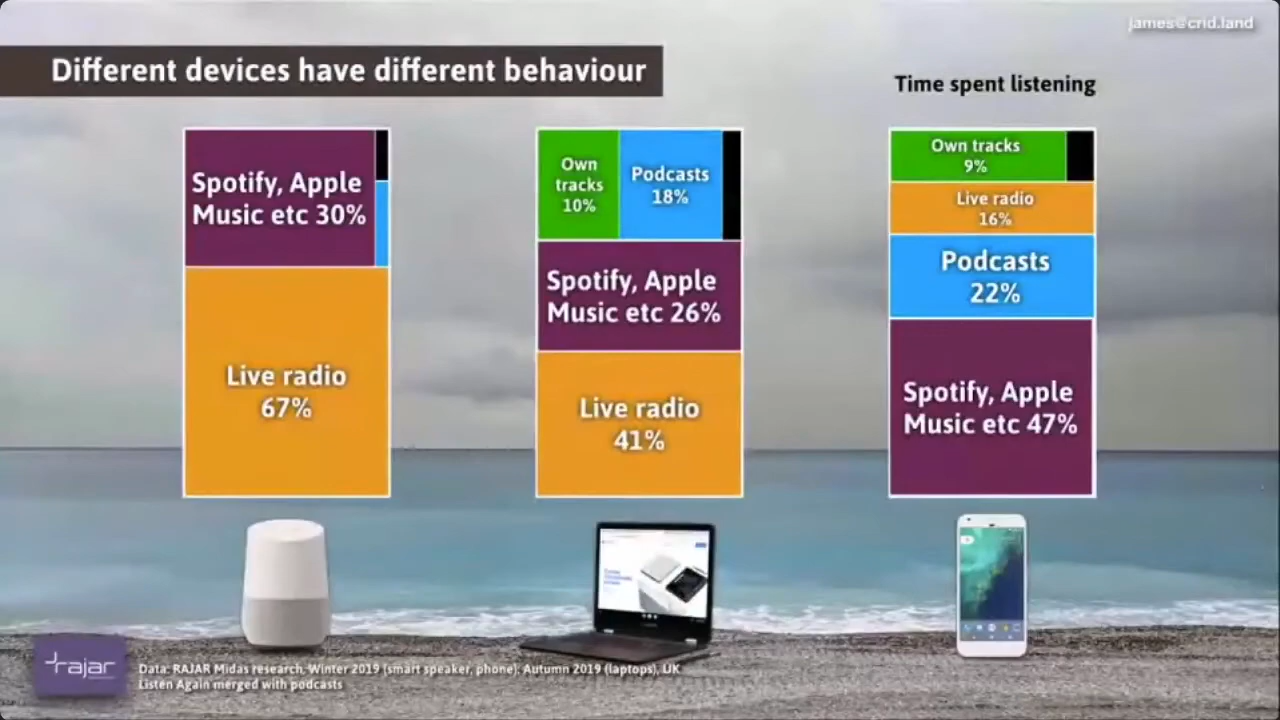 james@crid.land
Different devices have different behaviour
Time spent listening
Spotify, Apple
Music etc 30%
Live radio
67%
Own
tracks
10%
Podcasts
18%
Spotify, Apple
Music etc 26%
Live radio
41%
Own tracks
9%
Live radio
16%
Podcasts
22%
Spotify, Apple
Music etc 47%
rajar
Data: RAJAR Midas research, Winter 2019 (smart speaker, phone); Autumn 2019 (laptops), UK
Listen Again merged with podcasts